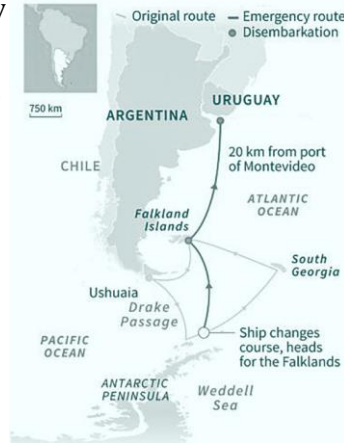 y
Original route
Emergency route
Disembarkation
750 km
URUGUAY
ARGENTINA
20 km from port
of Montevideo
CHILE
ATLANTIC
OCEAN
Falkland
Islands
South
Georgia
Ushuaia
Drake
Passage
Ship changes
course, heads
for the Falklands
PACIFIC
OCEAN
ANTARCTIC
PENINSULA
Weddell
Sea